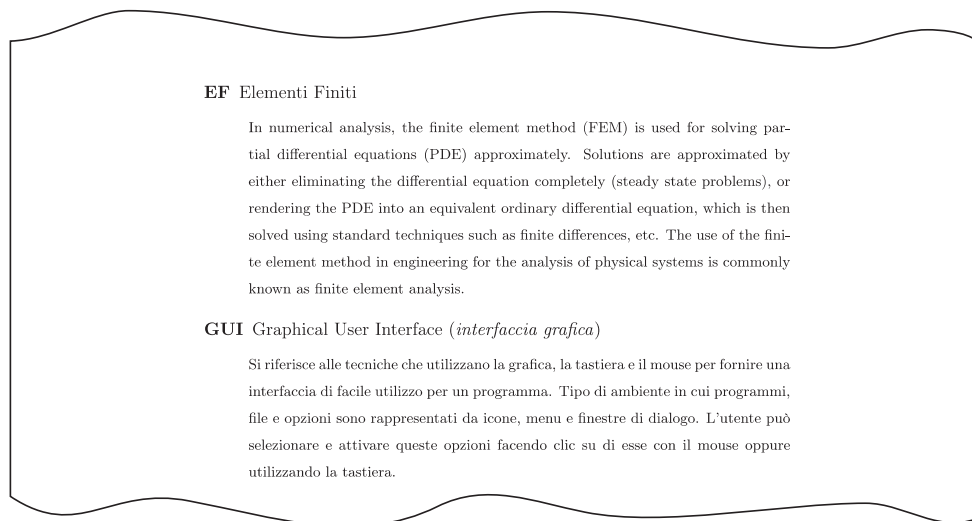 EF Elementi Finiti
In numerical analysis, the finite element method (FEM) is used for solving par-
tial differential equations (PDE) approximately. Solutions are approximated by
either eliminating the differential equation completely (steady state problems), or
rendering the PDE into an equivalent ordinary differential equation, which is then
solved using standard techniques such as finite differences, etc. The use of the fini-
te element method in engineering for the analysis of physical systems is commonly
known as finite element analysis.
GUI Graphical User Interface (interfaccia grafica)
Si riferisce alle tecniche che utilizzano la grafica, la tastiera e il mouse per fornire una
interfaccia di facile utilizzo per un programma. Tipo di ambiente in cui programmi,
file e opzioni sono rappresentati da icone, menu e finestre di dialogo. L'utente può
selezionare e attivare queste opzioni facendo clic su di esse con il mouse oppure
utilizzando la tastiera.